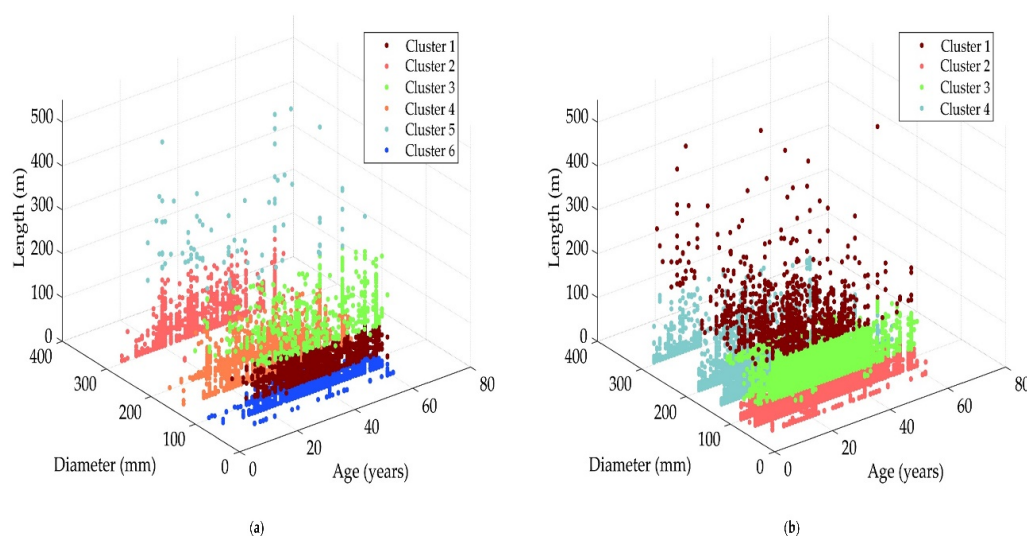 Cluster 1
Cluster 2
Cluster 3
Cluster 4
Cluster 5
Cluster 6
500
400
300
200
100
0
Length (m)
400
300
200
100
0
Diameter (mm)
0
20
40
60
80
Age (years)
(a)
Cluster 1
Cluster 2
Cluster 3
Cluster 4
500
400
300
200
100
0
Length (m)
400
300
200
100
0
Diameter (mm)
0
20
40
60
80
Age (years)
(b)